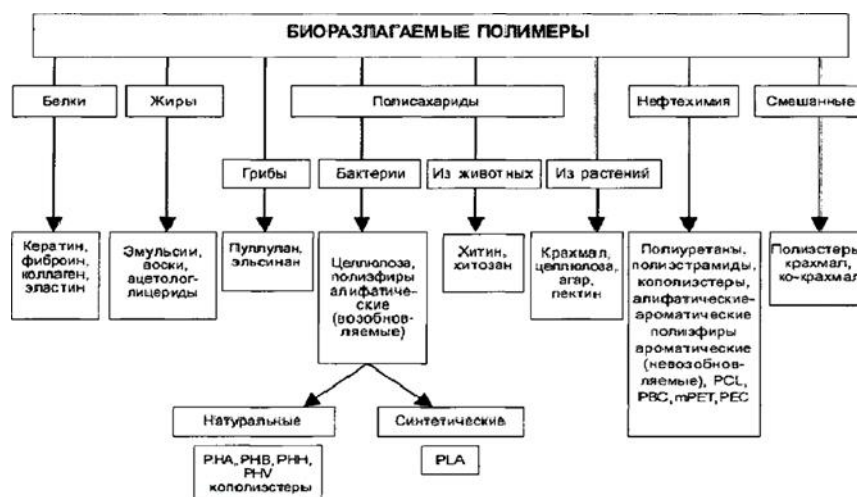 БИОРАЗЛАГАЕМЫЕ ПОЛИМЕРЫ
Белки
Жиры
Полисахариды
Нефтехимия
Смешанные
Грибы
Бактерии
Из животных
Из растений
Кератин,
фиброин,
коллаген,
эластин
Эмульсии,
воски,
ацетолог-
лицериды
Пуллулан,
эльсинан
Целлюлоза,
полиэфиры
алифатиче-
ские
(возобнов-
ляемые)
Хитин,
хитозан
Крахмал,
целлюлоза,
агар,
пектин
Полиуретаны,
полиэстрамиды,
кополиэстеры,
алифатические-
ароматические
полиэфиры
ароматические
(невозобнов-
ляемые), PCL,
PBC, mPET, PEC
Полиэстеры,
крахмал,
ко-крахмал
Натуральные
Синтетические
PHA, PHB, PHH,
PHV
кополиэстеры
PLA